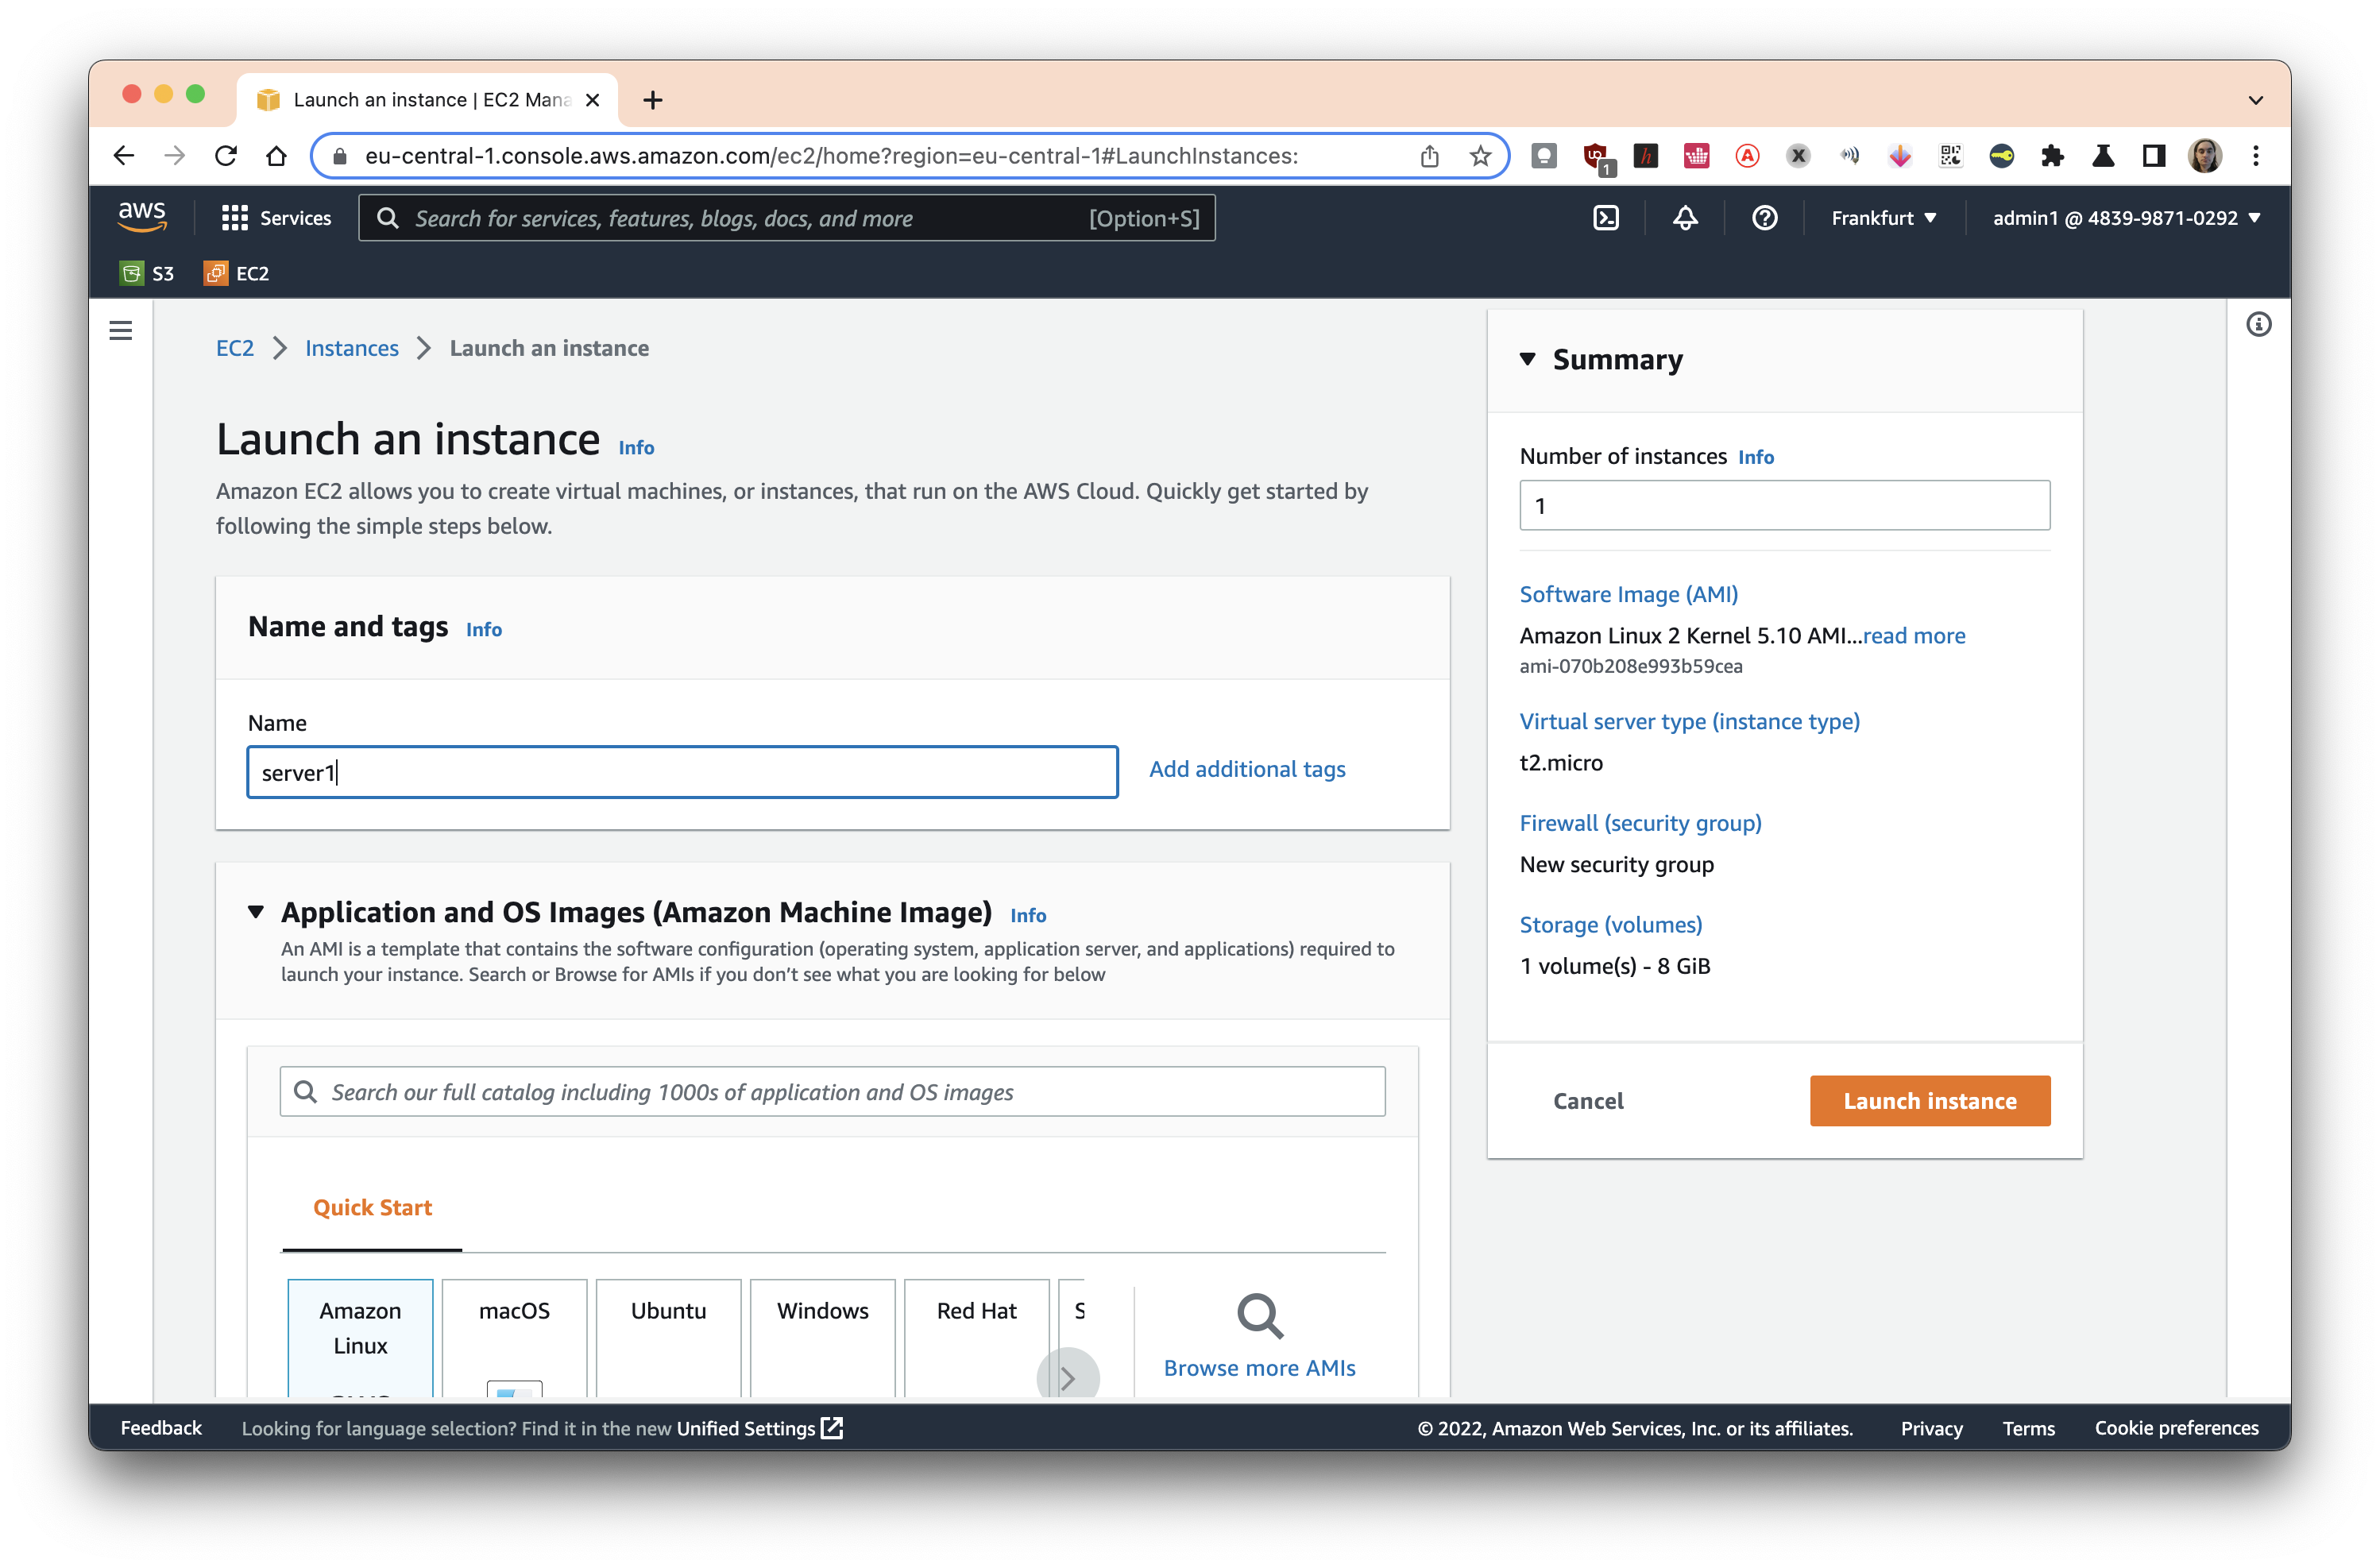 Launch an instance | EC2 Mana
eu-central-1.console.aws.amazon.com/ec2/home?region=eu-central-1#LaunchInstances:
1
aws
Services
Search for services, features, blogs, docs, and more
[Option+S]
Frankfurt
admin1 @ 4839-9871-0292
S3
EC2
EC2
Instances
Launch an instance
Launch an instance Info
Amazon EC2 allows you to create virtual machines, or instances, that run on the AWS Cloud. Quickly get started by
following the simple steps below.
Name and tags Info
Name
server1
Add additional tags
Application and OS Images (Amazon Machine Image) Info
An AMI is a template that contains the software configuration (operating system, application server, and applications) required to
launch your instance. Search or Browse for AMIs if you don’t see what you are looking for below
Search our full catalog including 1000s of application and OS images
Quick Start
Amazon
Linux
macOS
Ubuntu
Windows
Red Hat
S
Browse more AMIs
Summary
Number of instances Info
1
Software Image (AMI)
Amazon Linux 2 Kernel 5.10 AMI...read more
ami-070b208e993b59cea
Virtual server type (instance type)
t2.micro
Firewall (security group)
New security group
Storage (volumes)
1 volume(s) - 8 GiB
Cancel
Launch instance
Feedback
Looking for language selection? Find it in the new Unified Settings
© 2022, Amazon Web Services, Inc. or its affiliates.
Privacy
Terms
Cookie preferences